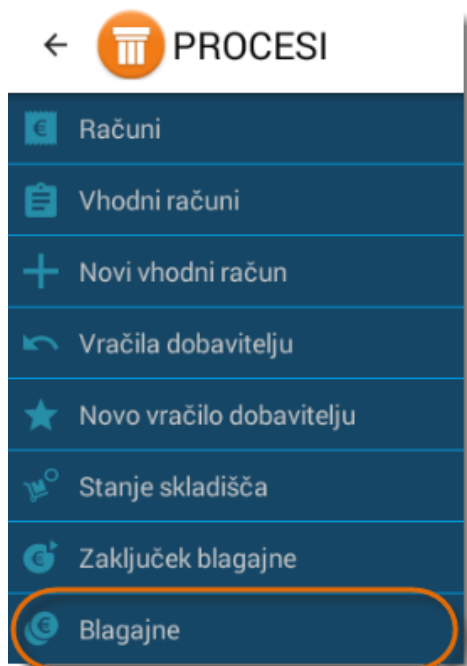 PROCESI
Računi
Vhodni računi
Novi vhodni račun
Vračila dobavitelju
Novo vračilo dobavitelju
Stanje skladišča
Zaključek blagajne
Blagajne